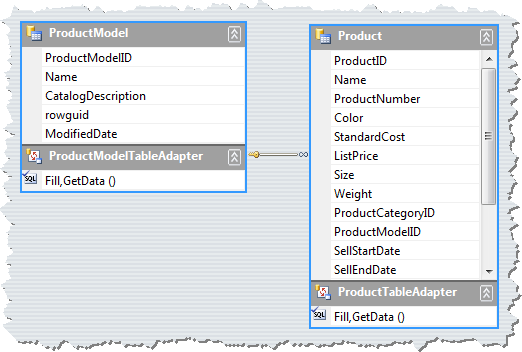 ProductModel
ProductModelID
Name
CatalogDescription
rowguid
ModifiedDate
ProductModelTableAdapter
SQL Fill,GetData ()
Product
ProductID
Name
ProductNumber
Color
StandardCost
ListPrice
Size
Weight
ProductCategoryID
ProductModelID
SellStartDate
SellEndDate
ProductTableAdapter
SQL Fill,GetData ()